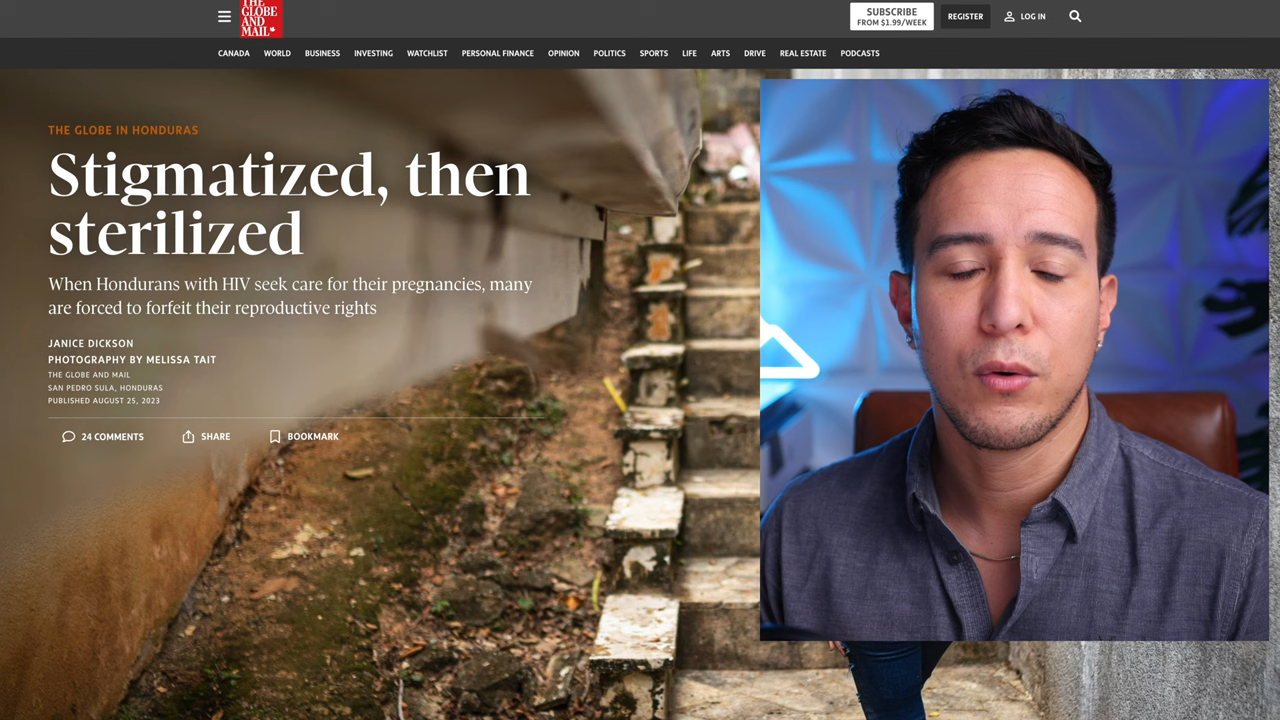 THE
GLOBE
AND
MAIL
SUBSCRIBE
FROM $1.99/WEEK
REGISTER
LOG IN
CANADA WORLD BUSINESS INVESTING WATCHLIST PERSONAL FINANCE OPINION POLITICS SPORTS LIFE ARTS DRIVE REAL ESTATE PODCASTS
THE GLOBE IN HONDURAS
Stigmatized, then
sterilized
When Hondurans with HIV seek care for their pregnancies, many
are forced to forfeit their reproductive rights
JANICE DICKSON
PHOTOGRAPHY BY MELISSA TAIT
THE GLOBE AND MAIL
SAN PEDRO SULA, HONDURAS
PUBLISHED AUGUST 25, 2023
24 COMMENTS SHARE BOOKMARK